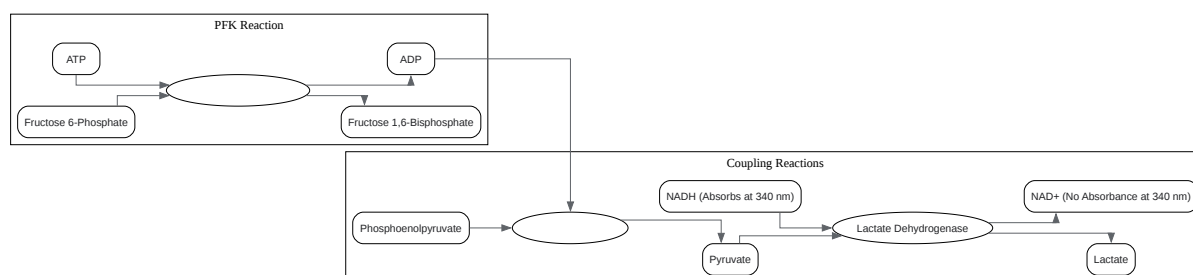 PFK Reaction
ATP
ADP
Fructose 6-Phosphate
Fructose 1,6-Bisphosphate
Coupling Reactions
NADH (Absorbs at 340 nm)
NAD+ (No Absorbance at 340 nm)
Phosphoenolpyruvate
Lactate Dehydrogenase
Pyruvate
Lactate